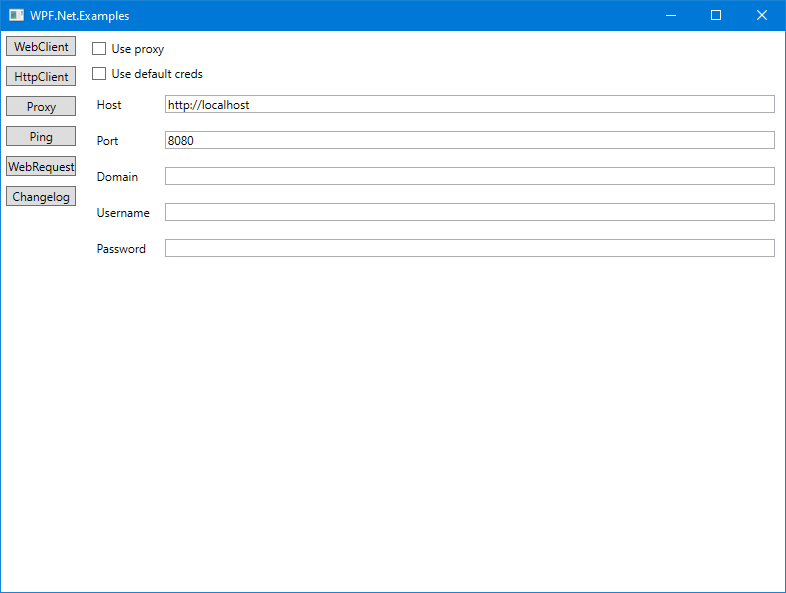 WPF.Net.Examples
WebClient
HttpClient
Proxy
Ping
WebRequest
Changelog
Use proxy
Use default creds
Host http://localhost
Port 8080
Domain
Username
Password